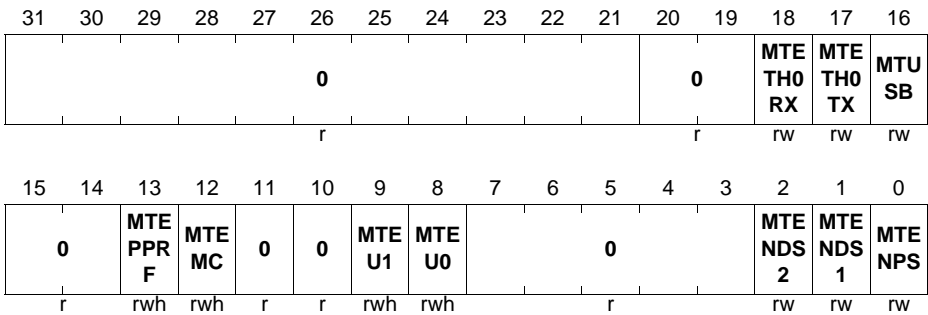 31 30 29 28 27 26 25 24 23 22 21 20 19 18 17 16
0 0 MTE TH0 RX MTE TH0 TX MTU SB
r r rw rw rw
15 14 13 12 11 10 9 8 7 6 5 4 3 2 1 0
0 MTE PPR F MTE MC 0 0 MTE U1 MTE U0 0 MTE NDS 2 MTE NDS 1 MTE NPS
r rwh rwh r r rwh rwh r rw rw rw